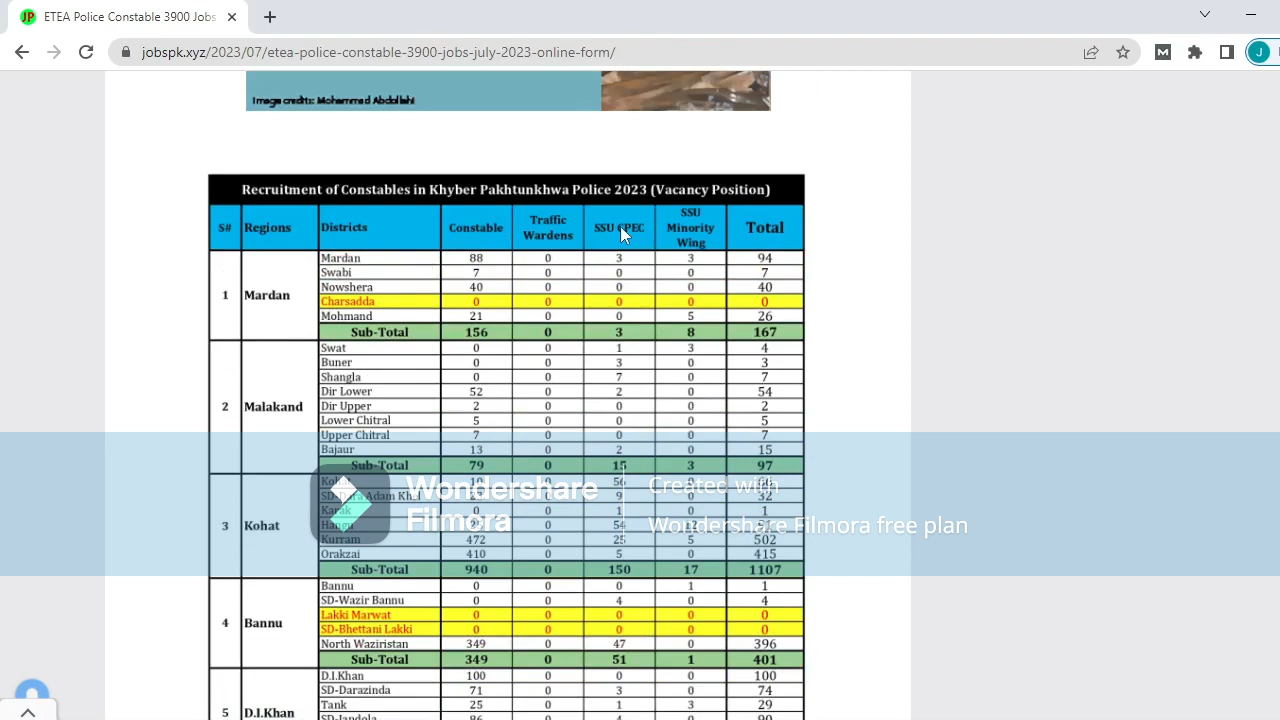 ETEA Police Constable 3900 Jobs
jobspk.xyz/2023/07/etea-police-constable-3900-jobs-july-2023-online-form/
Image credits: Mohammed Abdallahi
Recruitment of Constables in Khyber Pakhtunkhwa Police 2023 (Vacancy Position)
S# Regions Districts Constable Traffic Wardens SSU CPEC SSU Minority Wing Total
Mardan 88 0 3 3 94
Swabi 7 0 0 0 7
1 Mardan Nowshera 40 0 0 0 40
Charsadda 0 0 0 0 0
Mohmand 21 0 0 5 26
Sub-Total 156 0 3 8 167
Swat 0 0 1 3 4
Buner 0 0 3 0 3
Shangla 0 0 7 0 7
Dir Lower 52 0 2 0 54
2 Malakand Dir Upper 2 0 0 0 2
Lower Chitral 5 0 0 0 5
Upper Chitral 7 0 0 0 7
Bajaur 13 0 2 0 15
Sub-Total 79 0 15 3 97
Kohat 0 56
SD-Dara Adam Khel 0 9 0 32
Karak 0 0 1 0 1
3 Kohat Hangu 0 54
Kurram 472 0 25 5 502
Orakzai 410 0 5 0 415
Sub-Total 940 0 150 17 1107
Wondershare Filmora
Created with
Wondershare Filmora free plan
Bannu 0 0 0 1 1
SD-Wazir Bannu 0 0 4 0 4
4 Bannu Lakki Marwat 0 0 0 0 0
SD-Bhettani Lakki 0 0 0 0 0
North Waziristan 349 0 47 0 396
Sub-Total 349 0 51 1 401
D.I.Khan 100 0 0 0 100
SD-Darazinda 71 0 3 0 74
Tank 25 0 1 3 29
5 D.I.Khan SD-Jandola 86 0 4 0 90